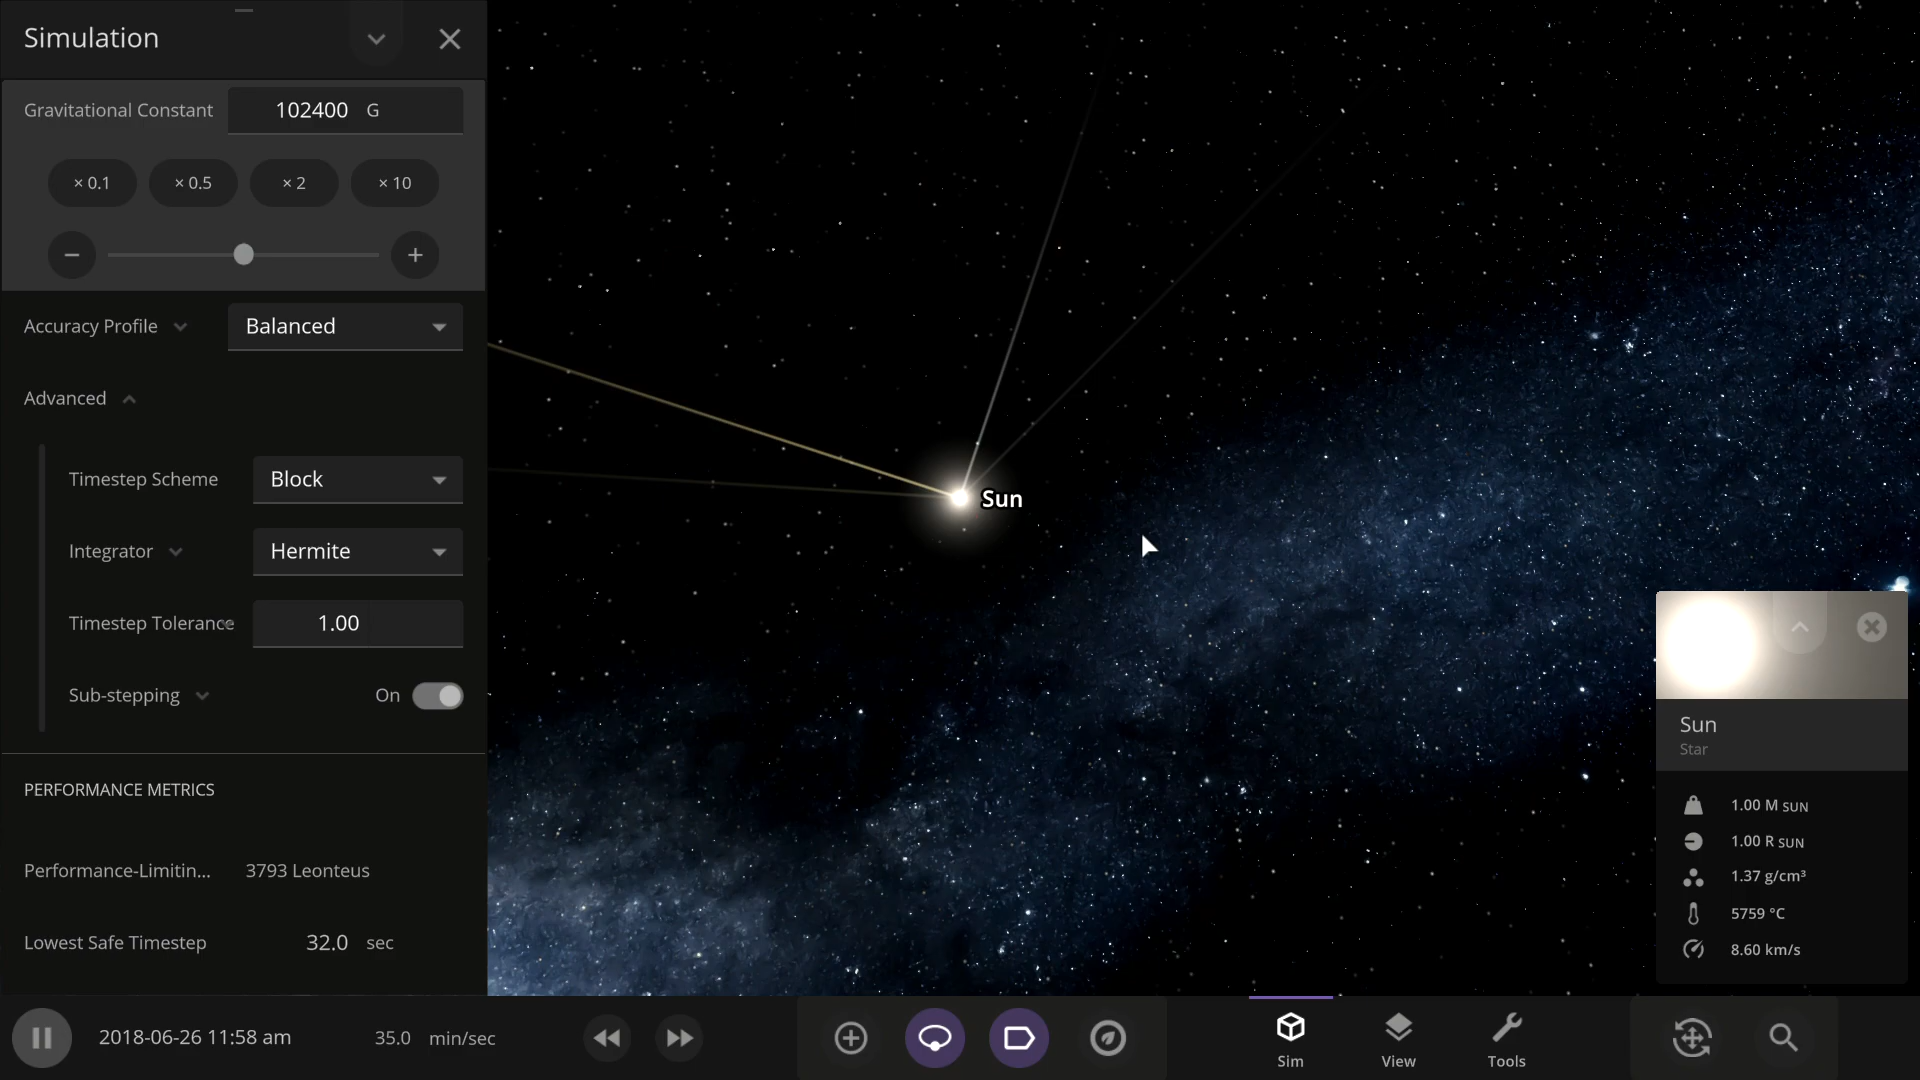 Simulation
Gravitational Constant 102400 G
× 0.1 × 0.5 × 2 × 10
Accuracy Profile Balanced
Advanced
Timestep Scheme Block
Integrator Hermite
Timestep Tolerance 1.00
Sub-stepping On
PERFORMANCE METRICS
Performance-Limitin... 3793 Leonteus
Lowest Safe Timestep 32.0 sec
Sun
Sun
Star
1.00 M SUN
1.00 R SUN
1.37 g/cm³
5759 °C
8.60 km/s
2018-06-26 11:58 am 35.0 min/sec
Sim View Tools